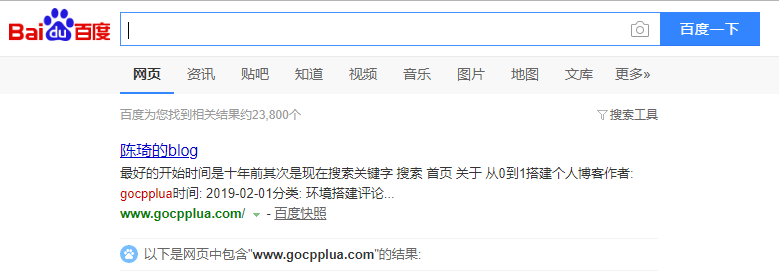 Bai du 百度
百度一下
网页 资讯 贴吧 知道 视频 音乐 图片 地图 文库 更多»
百度为您找到相关结果约23,800个 搜索工具
陈琦的blog
最好的开始时间是十年前其次是现在搜索关键字 搜索 首页 关于 从0到1搭建个人博客作者:
gocpplua时间: 2019-02-01分类: 环境搭建评论...
www.gocpplua.com/ - 百度快照
以下是网页中包含"www.gocpplua.com"的结果: